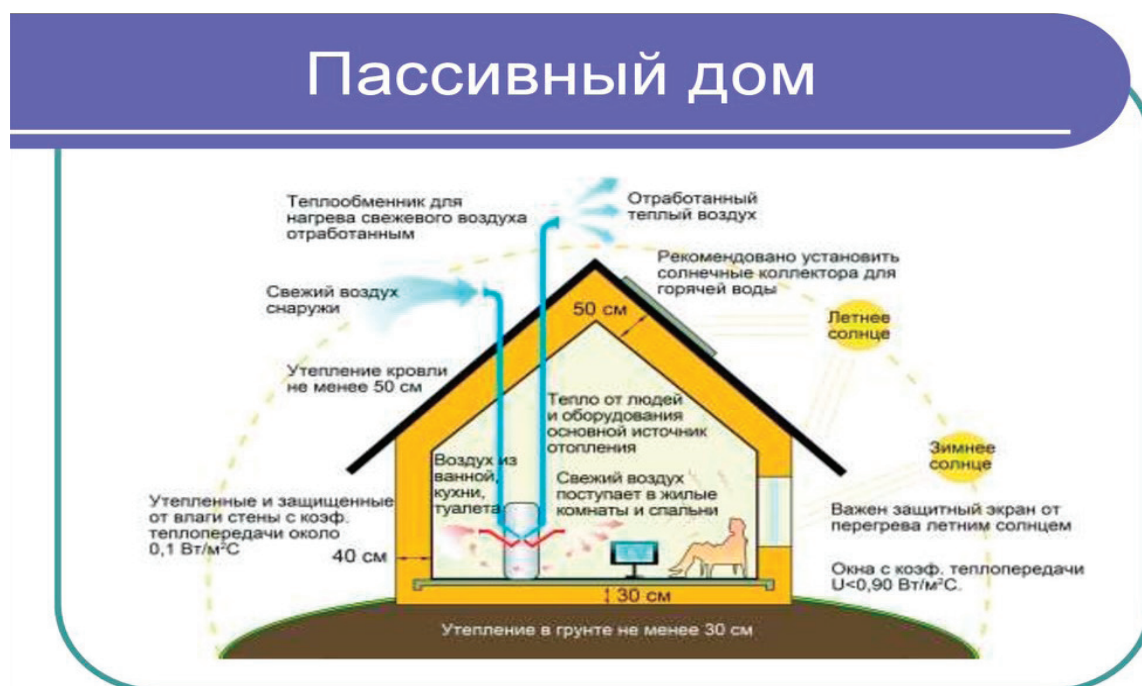 Пассивный дом
Теплообменник для
нагрева свежевого воздуха
отработанным
Отработанный
теплый воздух
Рекомендовано установить
солнечные коллектора для
горячей воды
Свежий воздух
снаружи
50 см
Летнее
солнце
Утепление кровли
не менее 50 см
Тепло от людей
и оборудования
основной источник
отопления
Зимнее
солнце
Воздух из
ванной,
кухни,
туалета
Свежий воздух
поступает в жилые
комнаты и спальни
Утепленные и защищенные
от влаги стены с коэф.
теплопередачи около
0,1 Вт/м²С
Важен защитный экран от
перегрева летним солнцем
40 см
Окна с коэф. теплопередачи
U<0,90 Вт/м²С.
30 см
Утепление в грунте не менее 30 см